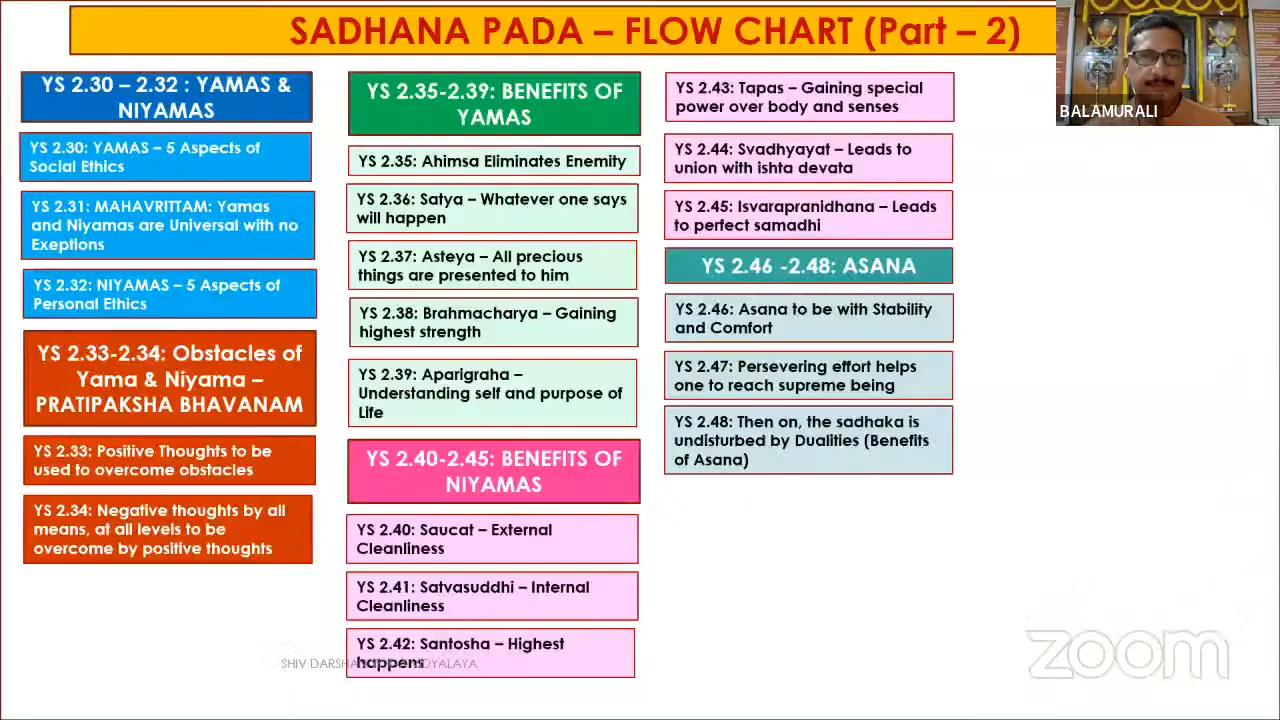 SADHANA PADA – FLOW CHART (Part – 2)
BALAMURALI
YS 2.30 – 2.32 : YAMAS &
NIYAMAS
YS 2.30: YAMAS – 5 Aspects of
Social Ethics
YS 2.31: MAHAVRITTAM: Yamas
and Niyamas are Universal with no
Exeptions
YS 2.32: NIYAMAS – 5 Aspects of
Personal Ethics
YS 2.33-2.34: Obstacles of
Yama & Niyama –
PRATIPAKSHA BHAVANAM
YS 2.33: Positive Thoughts to be
used to overcome obstacles
YS 2.34: Negative thoughts by all
means, at all levels to be
overcome by positive thoughts
YS 2.35-2.39: BENEFITS OF
YAMAS
YS 2.35: Ahimsa Eliminates Enemity
YS 2.36: Satya – Whatever one says
will happen
YS 2.37: Asteya – All precious
things are presented to him
YS 2.38: Brahmacharya – Gaining
highest strength
YS 2.39: Aparigraha –
Understanding self and purpose of
Life
YS 2.40-2.45: BENEFITS OF
NIYAMAS
YS 2.40: Saucat – External
Cleanliness
YS 2.41: Satvasuddhi – Internal
Cleanliness
YS 2.42: Santosha – Highest
happens
SHIV DARSHAN
YS 2.43: Tapas – Gaining special
power over body and senses
YS 2.44: Svadhyayat – Leads to
union with ishta devata
YS 2.45: Isvarapranidhana – Leads
to perfect samadhi
YS 2.46 -2.48: ASANA
YS 2.46: Asana to be with Stability
and Comfort
YS 2.47: Persevering effort helps
one to reach supreme being
YS 2.48: Then on, the sadhaka is
undisturbed by Dualities (Benefits
of Asana)
zoom